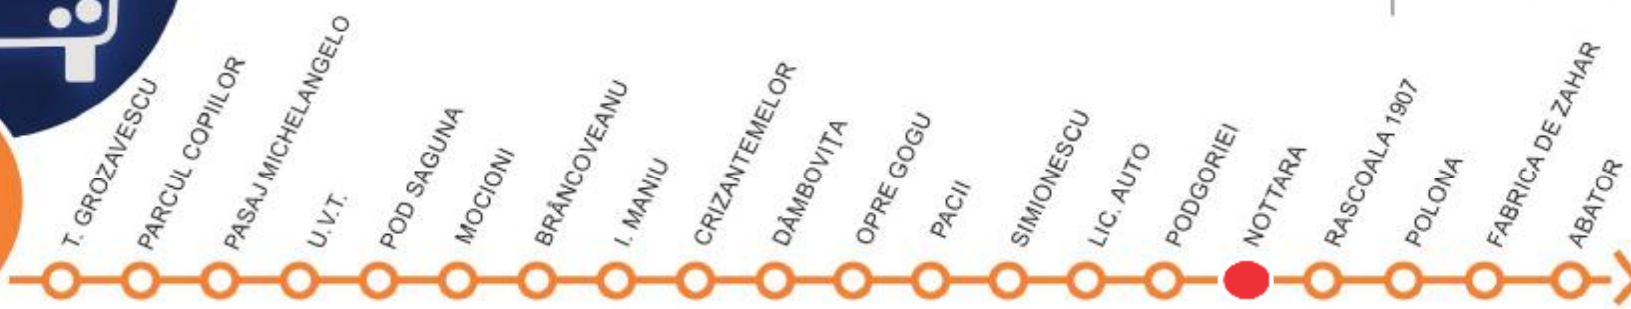 T. GROZAVESCU
PARCUL COPIILOR
PASAJ MICHELANGELO
U.V.T.
POD SAGUNA
MOCIONI
BRÂNCOVEANU
I. MANIU
CRIZANTEMELOR
DÂMBOVIȚA
OPRE GOGU
PACII
SIMIONESCU
LIC. AUTO
PODGORIEI
NOTTARA
RASCOALA 1907
POLONA
FABRICA DE ZAHAR
ABATOR